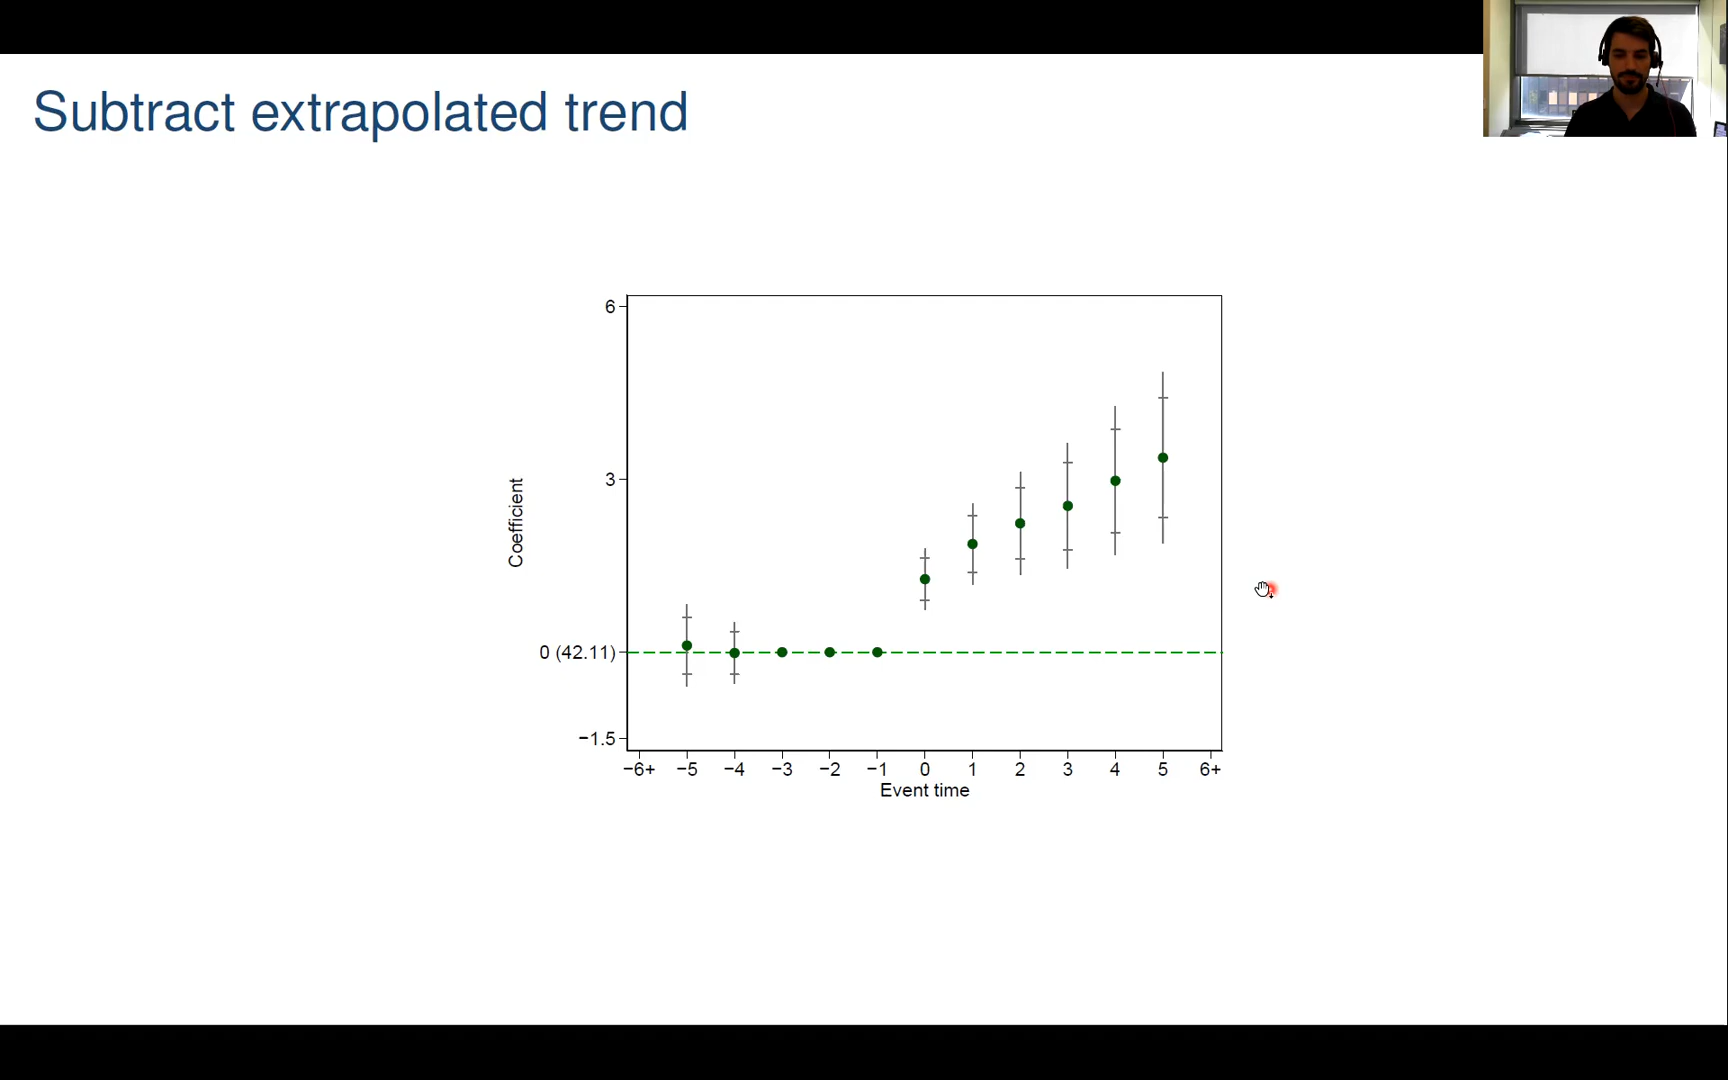 Subtract extrapolated trend
6
3
Coefficient
0 (42.11)
−1.5
−6+ −5 −4 −3 −2 −1 0 1 2 3 4 5 6+
Event time